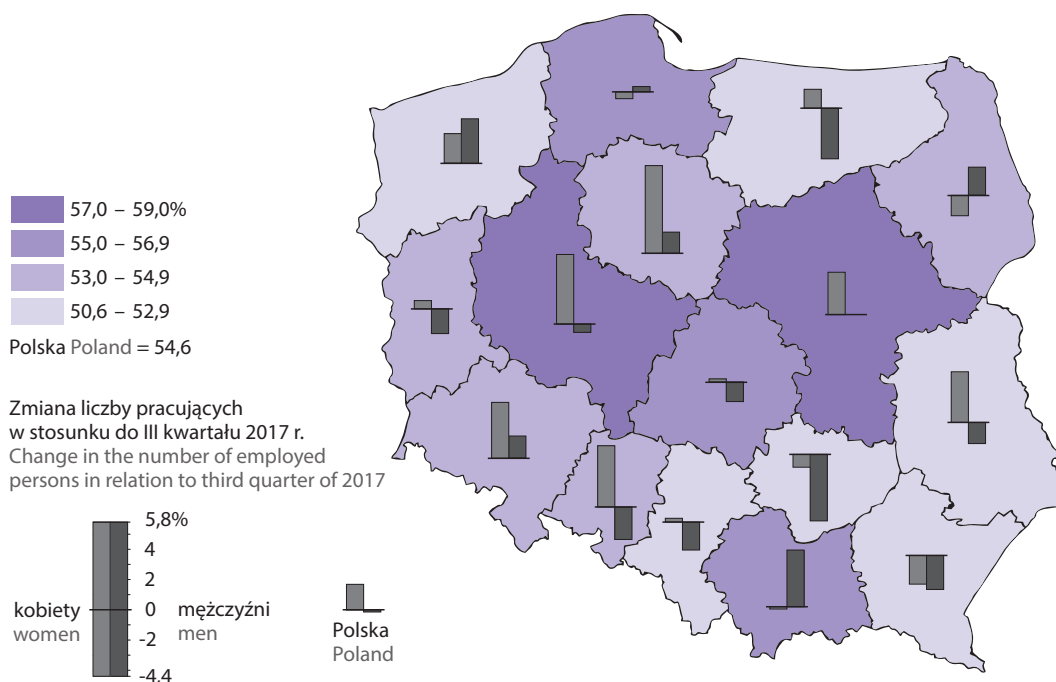 57,0 – 59,0%
55,0 – 56,9
53,0 – 54,9
50,6 – 52,9
Polska Poland = 54,6
Zmiana liczby pracujących
w stosunku do III kwartału 2017 r.
Change in the number of employed
persons in relation to third quarter of 2017
5,8%
4
2
0
-2
-4,4
kobiety
women
mężczyźni
men
Polska
Poland